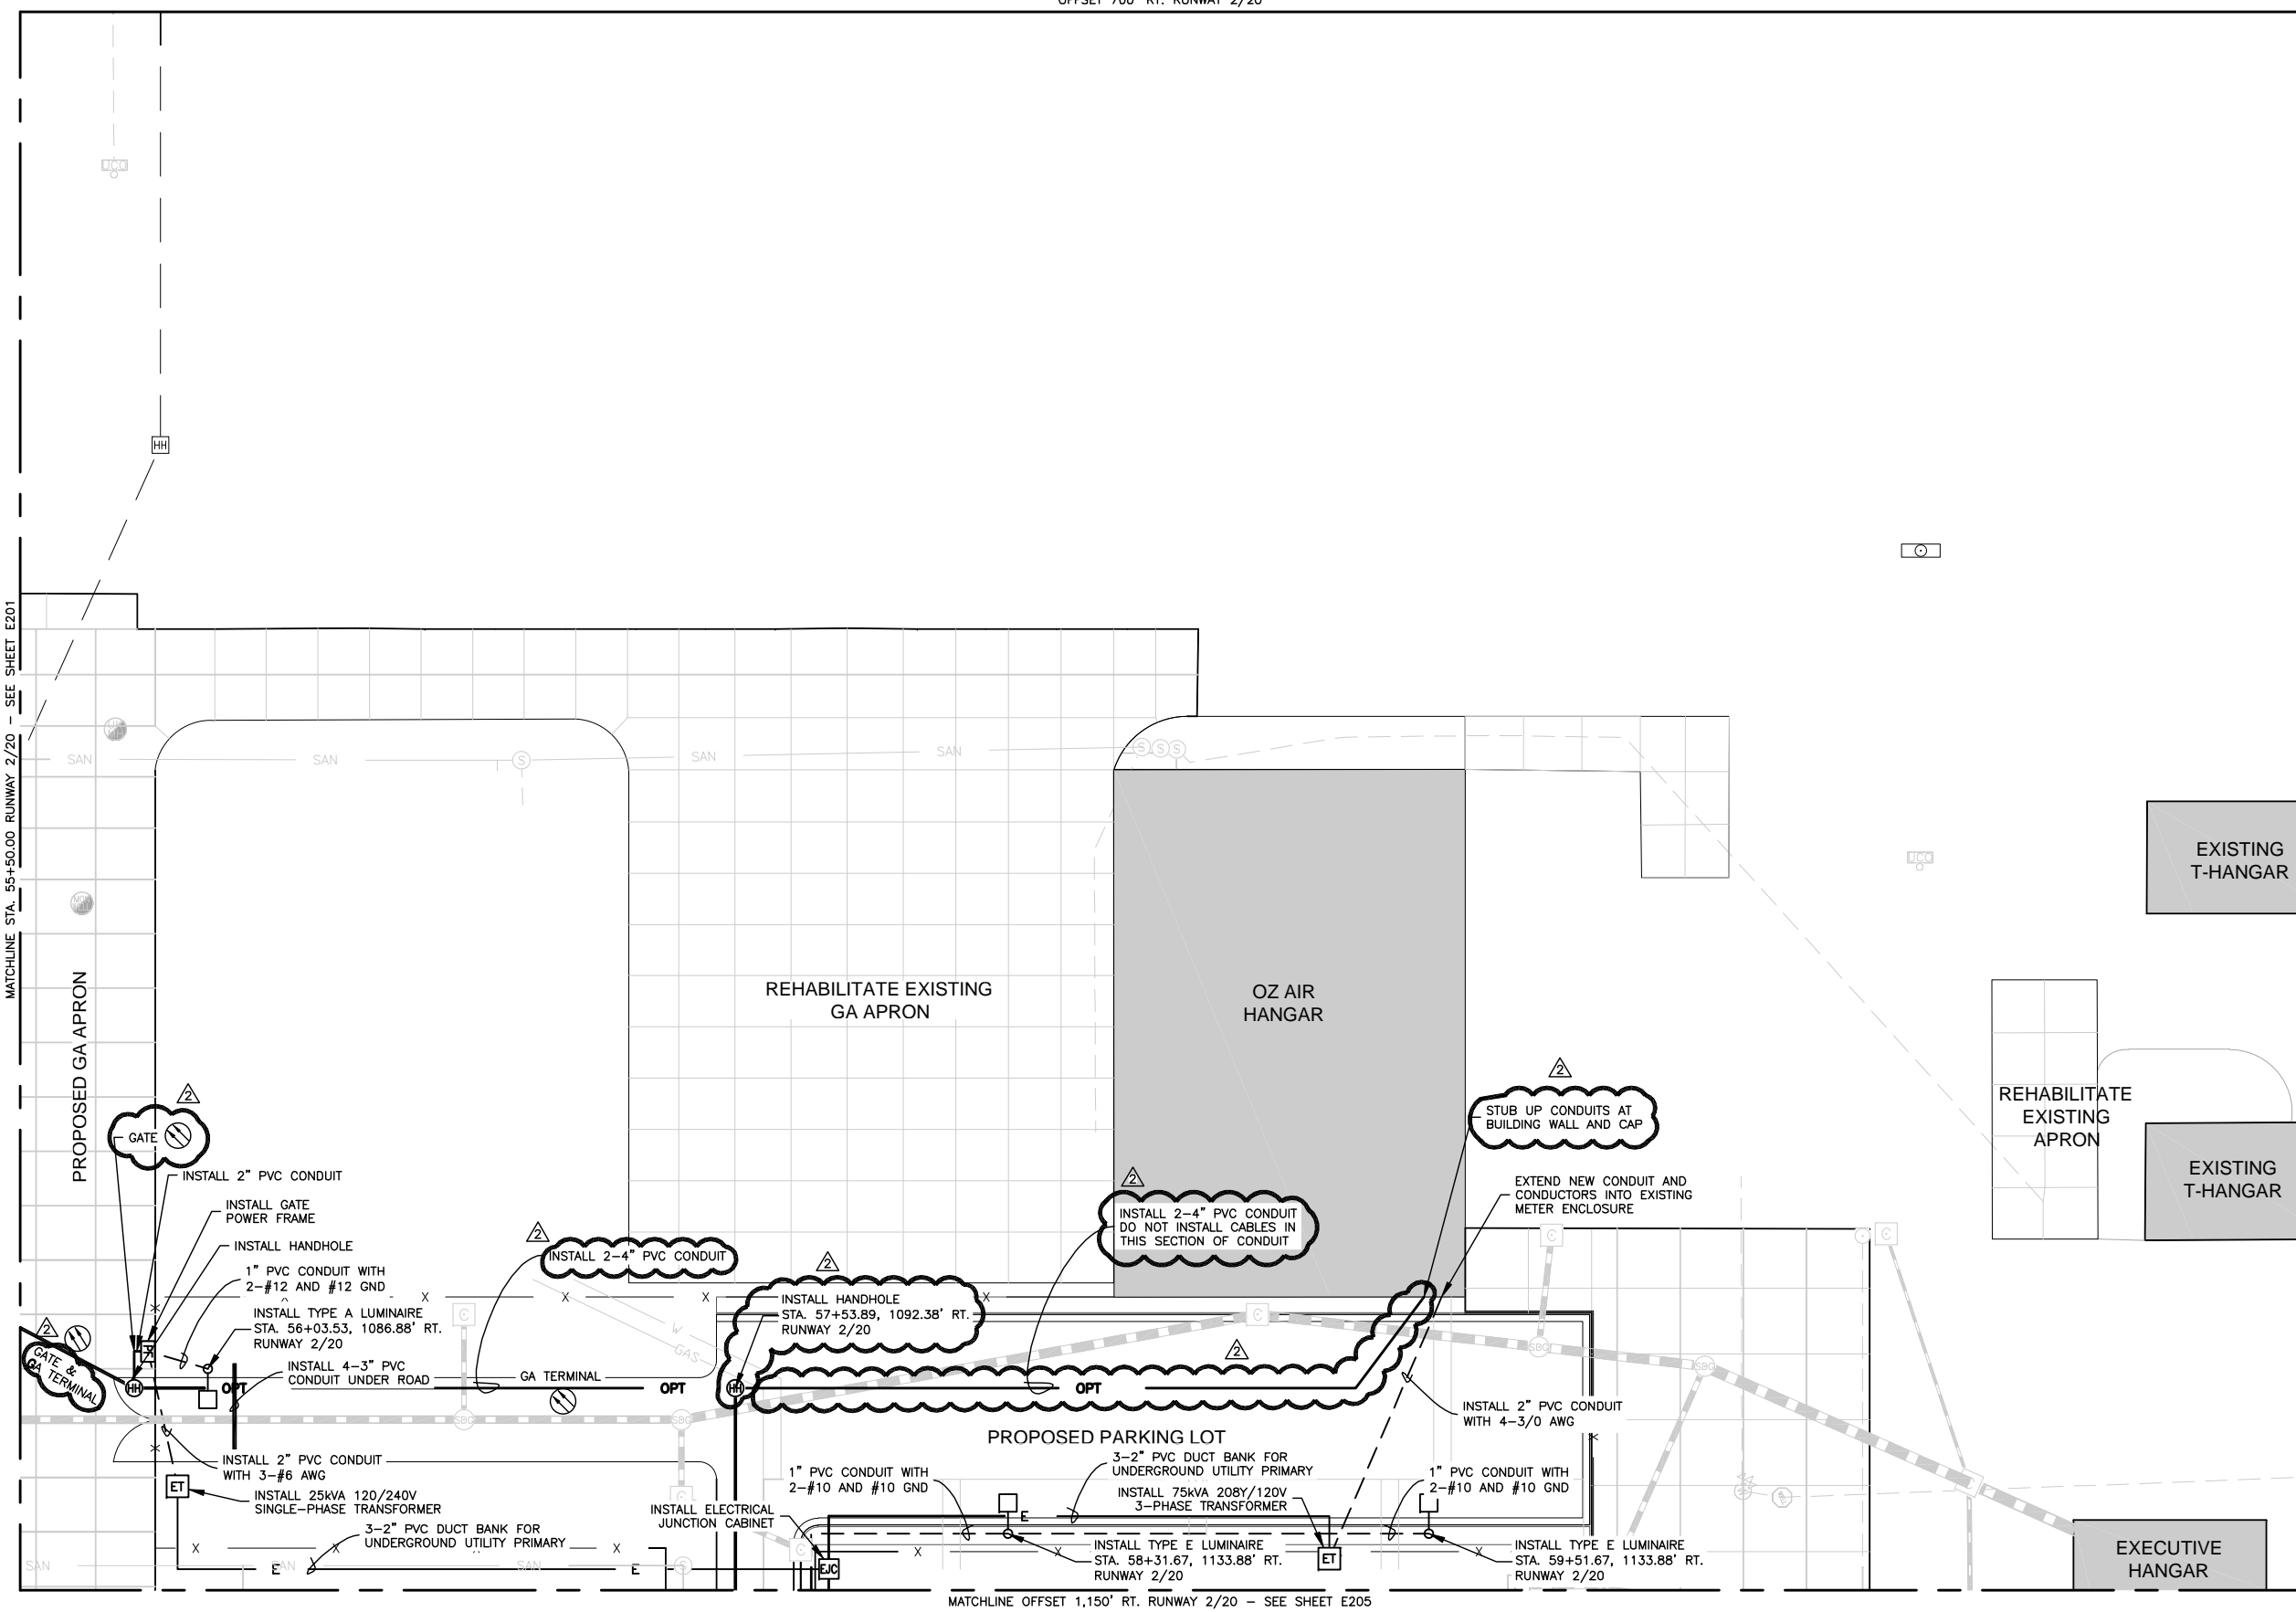 OFFSET 700' RT. RUNWAY 2/20
UCO
HH
MATCHLINE STA. 55+50.00 RUNWAY 2/20 – SEE SHEET E201
SAN
SAN
S
SAN
SAN
S
S
S
UCO
EXISTING
T-HANGAR
PROPOSED GA APRON
REHABILITATE EXISTING
GA APRON
OZ AIR
HANGAR
REHABILITATE
EXISTING
APRON
EXISTING
T-HANGAR
2
GATE
INSTALL 2" PVC CONDUIT
INSTALL GATE
POWER FRAME
INSTALL HANDHOLE
1" PVC CONDUIT WITH
2–#12 AND #12 GND
INSTALL TYPE A LUMINAIRE
STA. 56+03.53, 1086.88' RT.
RUNWAY 2/20
INSTALL 4–3" PVC
CONDUIT UNDER ROAD
2
INSTALL 2–4" PVC CONDUIT
2
INSTALL HANDHOLE
STA. 57+53.89, 1092.38' RT.
RUNWAY 2/20
2
INSTALL 2–4" PVC CONDUIT
DO NOT INSTALL CABLES IN
THIS SECTION OF CONDUIT
2
STUB UP CONDUITS AT
BUILDING WALL AND CAP
EXTEND NEW CONDUIT AND
CONDUCTORS INTO EXISTING
METER ENCLOSURE
2
GATE &
GA TERMINAL
HH
OPT
GA TERMINAL
OPT
HH
OPT
2
W
GAS
X
X
X
X
C
C
C
C
SDG
SDG
SDG
SDG
INSTALL 2" PVC CONDUIT
WITH 4–3/0 AWG
PROPOSED PARKING LOT
INSTALL 2" PVC CONDUIT
WITH 3–#6 AWG
ET
INSTALL 25kVA 120/240V
SINGLE–PHASE TRANSFORMER
3–2" PVC DUCT BANK FOR
UNDERGROUND UTILITY PRIMARY
INSTALL ELECTRICAL
JUNCTION CABINET
1" PVC CONDUIT WITH
2–#10 AND #10 GND
3–2" PVC DUCT BANK FOR
UNDERGROUND UTILITY PRIMARY
INSTALL 75kVA 208Y/120V
3–PHASE TRANSFORMER
1" PVC CONDUIT WITH
2–#10 AND #10 GND
E
C
C
X
X
X
X
X
X
SAN
E
SAN
SAN
E
S
EJC
INSTALL TYPE E LUMINAIRE
STA. 58+31.67, 1133.88' RT.
RUNWAY 2/20
ET
INSTALL TYPE E LUMINAIRE
STA. 59+51.67, 1133.88' RT.
RUNWAY 2/20
EXECUTIVE
HANGAR
MATCHLINE OFFSET 1,150' RT. RUNWAY 2/20 – SEE SHEET E205